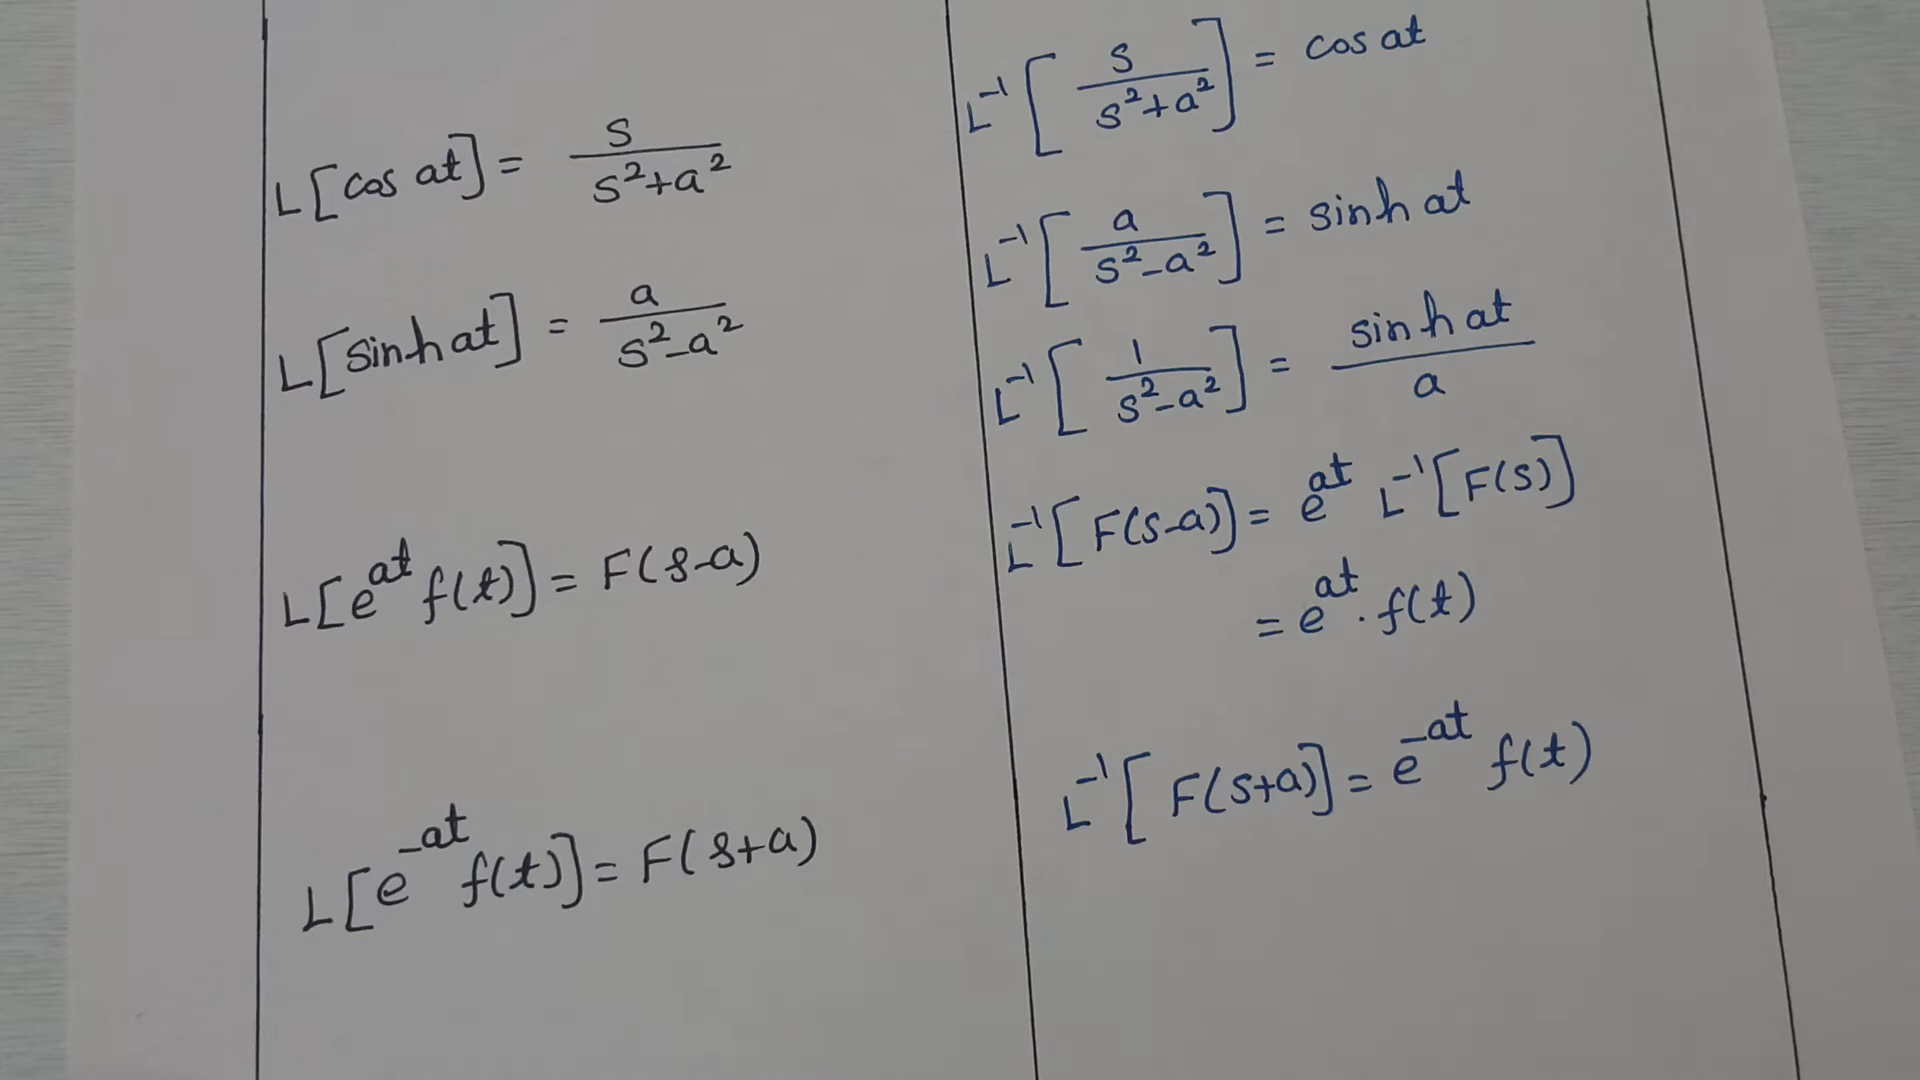 L[cos at] = s/(s²+a²)
L[sinh at] = a/(s²-a²)
L[e^{at} f(t)] = F(s-a)
L[e^{-at} f(t)] = F(s+a)
L⁻¹[s/(s²+a²)] = cos at
L⁻¹[a/(s²-a²)] = sinh at
L⁻¹[1/(s²-a²)] = sinh at/a
L⁻¹[F(s-a)] = e^{at} L⁻¹[F(s)]
= e^{at}. f(t)
L⁻¹[F(s+a)] = e^{-at} f(t)